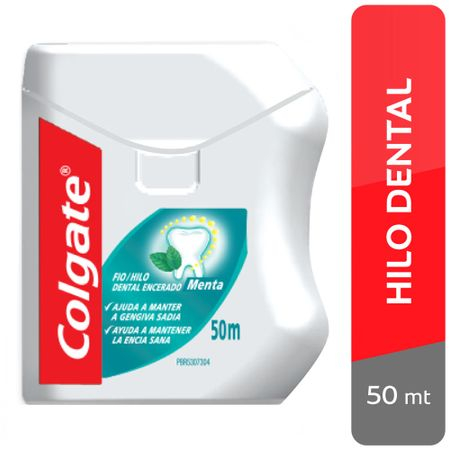 Colgate®
FIO/HILO
DENTAL ENCERADO Menta
✓AJUDA A MANTER
A GENGIVA SADIA
✓AYUDA A MANTENER
LA ENCIA SANA
50m
PBR5307304
HILO DENTAL
50 mt